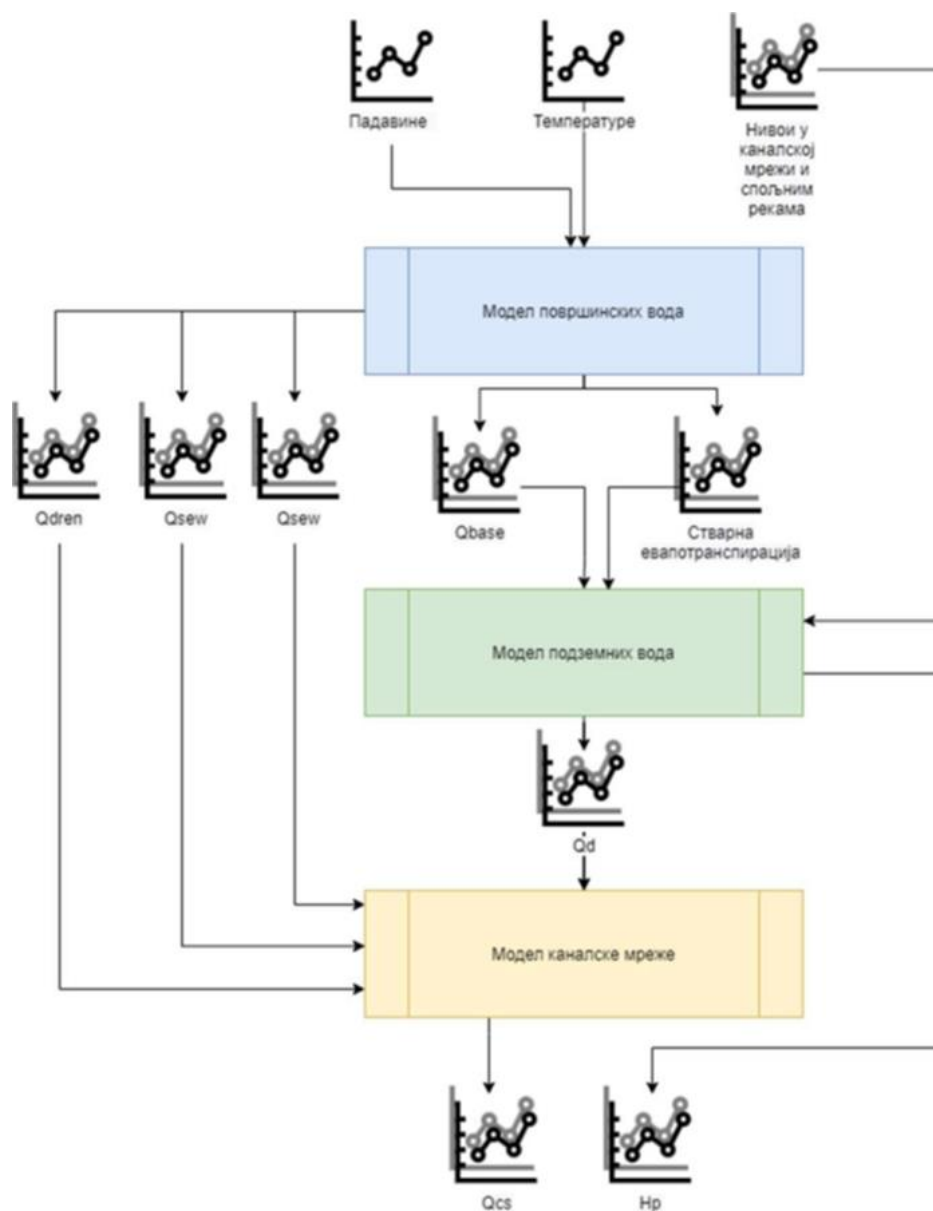 Падавине
Температуре
Нивои у
каналској
мрежи и
спољним
рекама
Модел површинских вода
Qdren
Qsew
Qsew
Qbase
Стварна
евапотранспирација
Модел подземних вода
Qd
Модел каналске мреже
Qcs
Hp